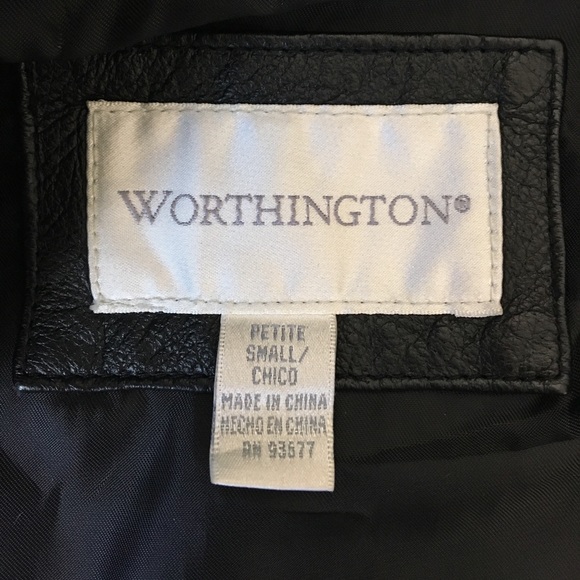 WORTHINGTON®
PETITE
SMALL/
CHICO
MADE IN CHINA
HECHO EN CHINA
RN 93677